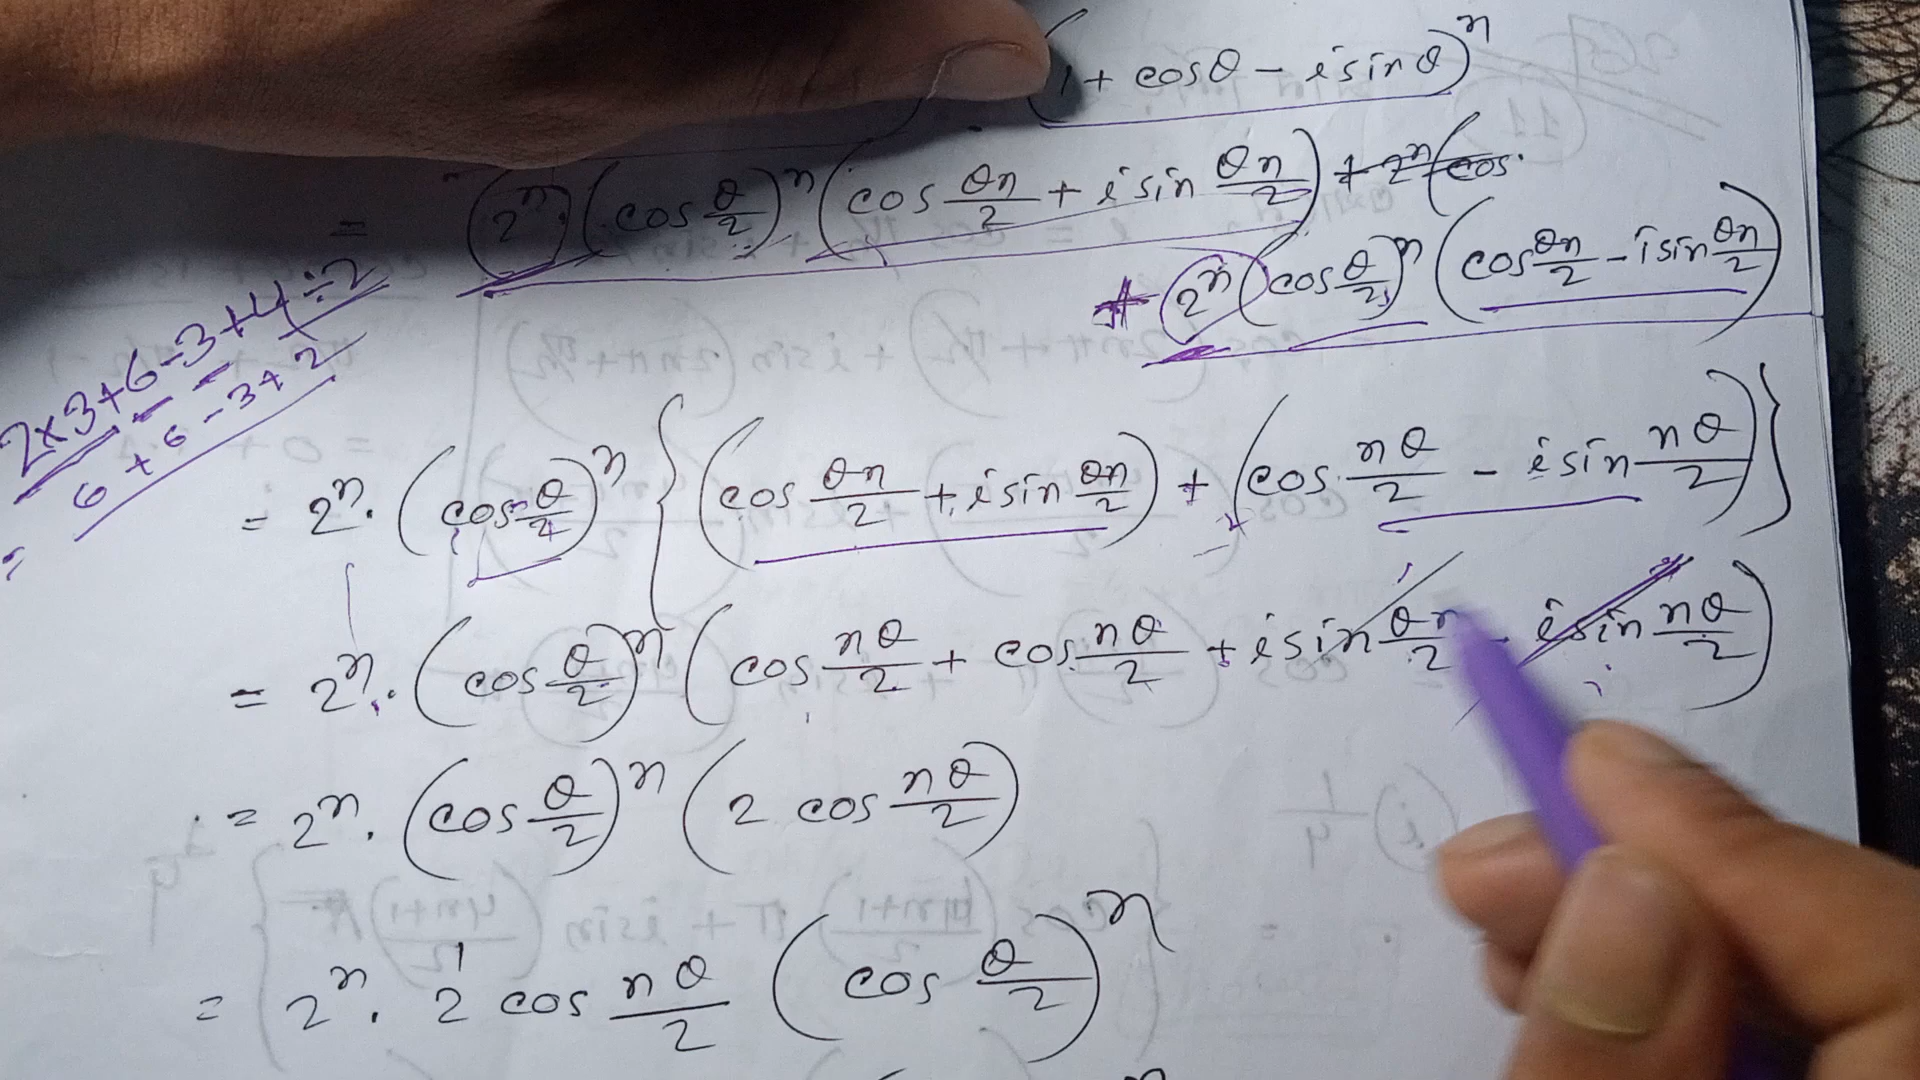 (1 + cosθ - i sinθ)^n
= 2^n (cos θ/2)^n (cos θn/2 + i sin θn/2) + 2^n (cos
+ 2^n (cos θ/2)^n (cos θn/2 - i sin θn/2)
2×3+6-3+4÷2
6+6-3+2
=
= 2^n. (cos θ/2)^n {(cos θn/2 + i sin θn/2) + (cos nθ/2 - i sin nθ/2)}
= 2^n. (cos θ/2)^n (cos nθ/2 + cos nθ/2 + i sin θn/2 - i sin nθ/2)
= 2^n. (cos θ/2)^n (2 cos nθ/2)
= 2^n. 2^1 cos nθ/2 (cos θ/2)^n